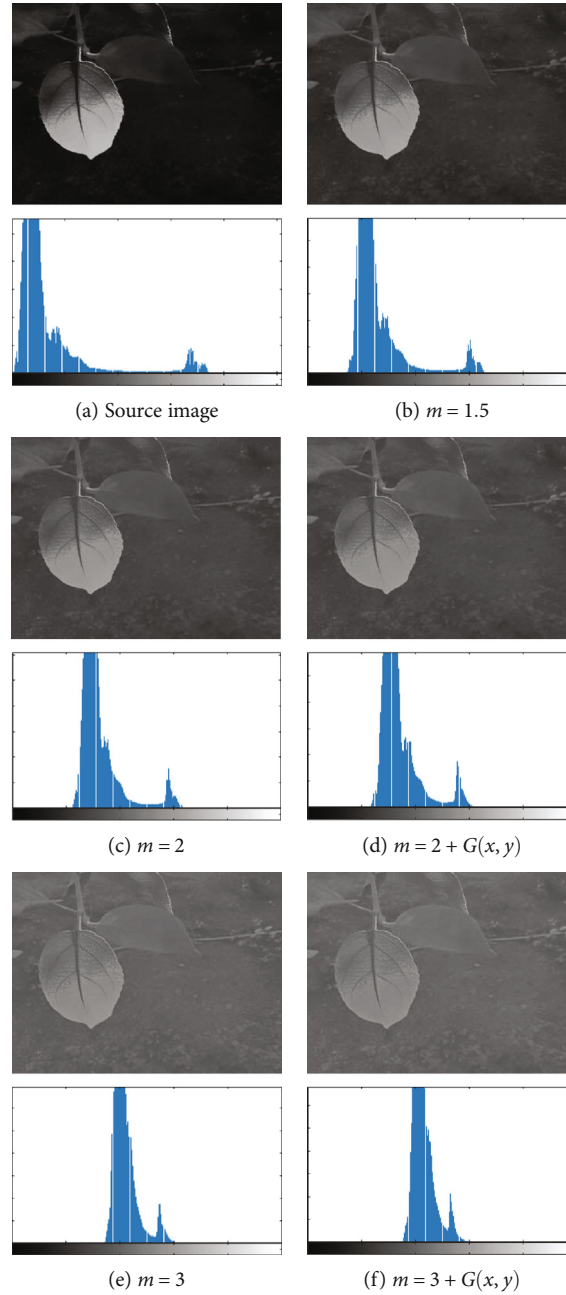 (a) Source image
(b) m = 1.5
(c) m = 2
(d) m = 2 + G(x, y)
(e) m = 3
(f) m = 3 + G(x, y)